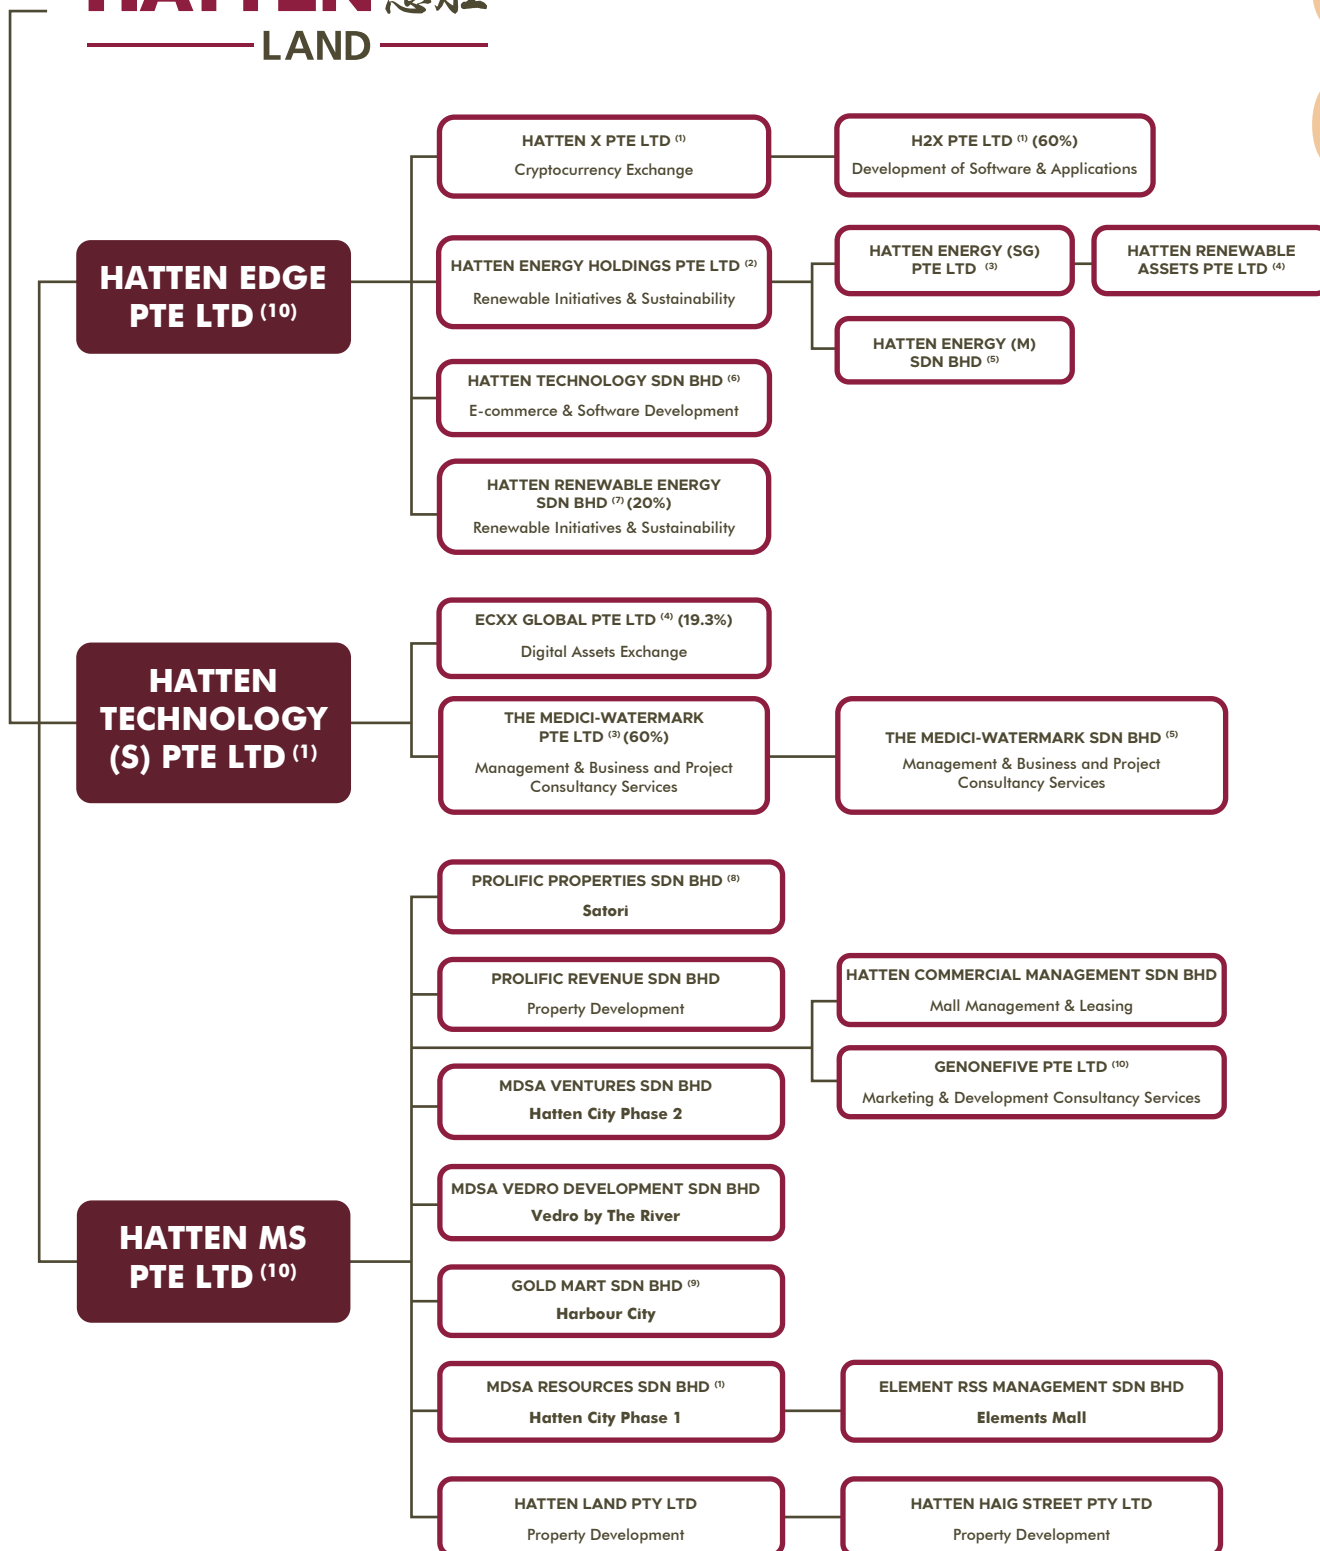 HATTEN
LAND
HATTEN EDGE
PTE LTD (10)
HATTEN X PTE LTD (1)
Cryptocurrency Exchange
H2X PTE LTD (1) (60%)
Development of Software & Applications
HATTEN ENERGY HOLDINGS PTE LTD (2)
Renewable Initiatives & Sustainability
HATTEN ENERGY (SG)
PTE LTD (3)
HATTEN RENEWABLE
ASSETS PTE LTD (4)
HATTEN ENERGY (M)
SDN BHD (5)
HATTEN TECHNOLOGY SDN BHD (6)
E-commerce & Software Development
HATTEN RENEWABLE ENERGY
SDN BHD (7) (20%)
Renewable Initiatives & Sustainability
HATTEN
TECHNOLOGY
(S) PTE LTD (1)
ECXX GLOBAL PTE LTD (4) (19.3%)
Digital Assets Exchange
THE MEDICI-WATERMARK
PTE LTD (3) (60%)
Management & Business and Project
Consultancy Services
THE MEDICI-WATERMARK SDN BHD (5)
Management & Business and Project
Consultancy Services
HATTEN MS
PTE LTD (10)
PROLIFIC PROPERTIES SDN BHD (8)
Satori
PROLIFIC REVENUE SDN BHD
Property Development
HATTEN COMMERCIAL MANAGEMENT SDN BHD
Mall Management & Leasing
GENONEFIVE PTE LTD (10)
Marketing & Development Consultancy Services
MDSA VENTURES SDN BHD
Hatten City Phase 2
MDSA VEDRO DEVELOPMENT SDN BHD
Vedro by The River
GOLD MART SDN BHD (9)
Harbour City
MDSA RESOURCES SDN BHD (1)
Hatten City Phase 1
ELEMENT RSS MANAGEMENT SDN BHD
Elements Mall
HATTEN LAND PTY LTD
Property Development
HATTEN HAIG STREET PTY LTD
Property Development